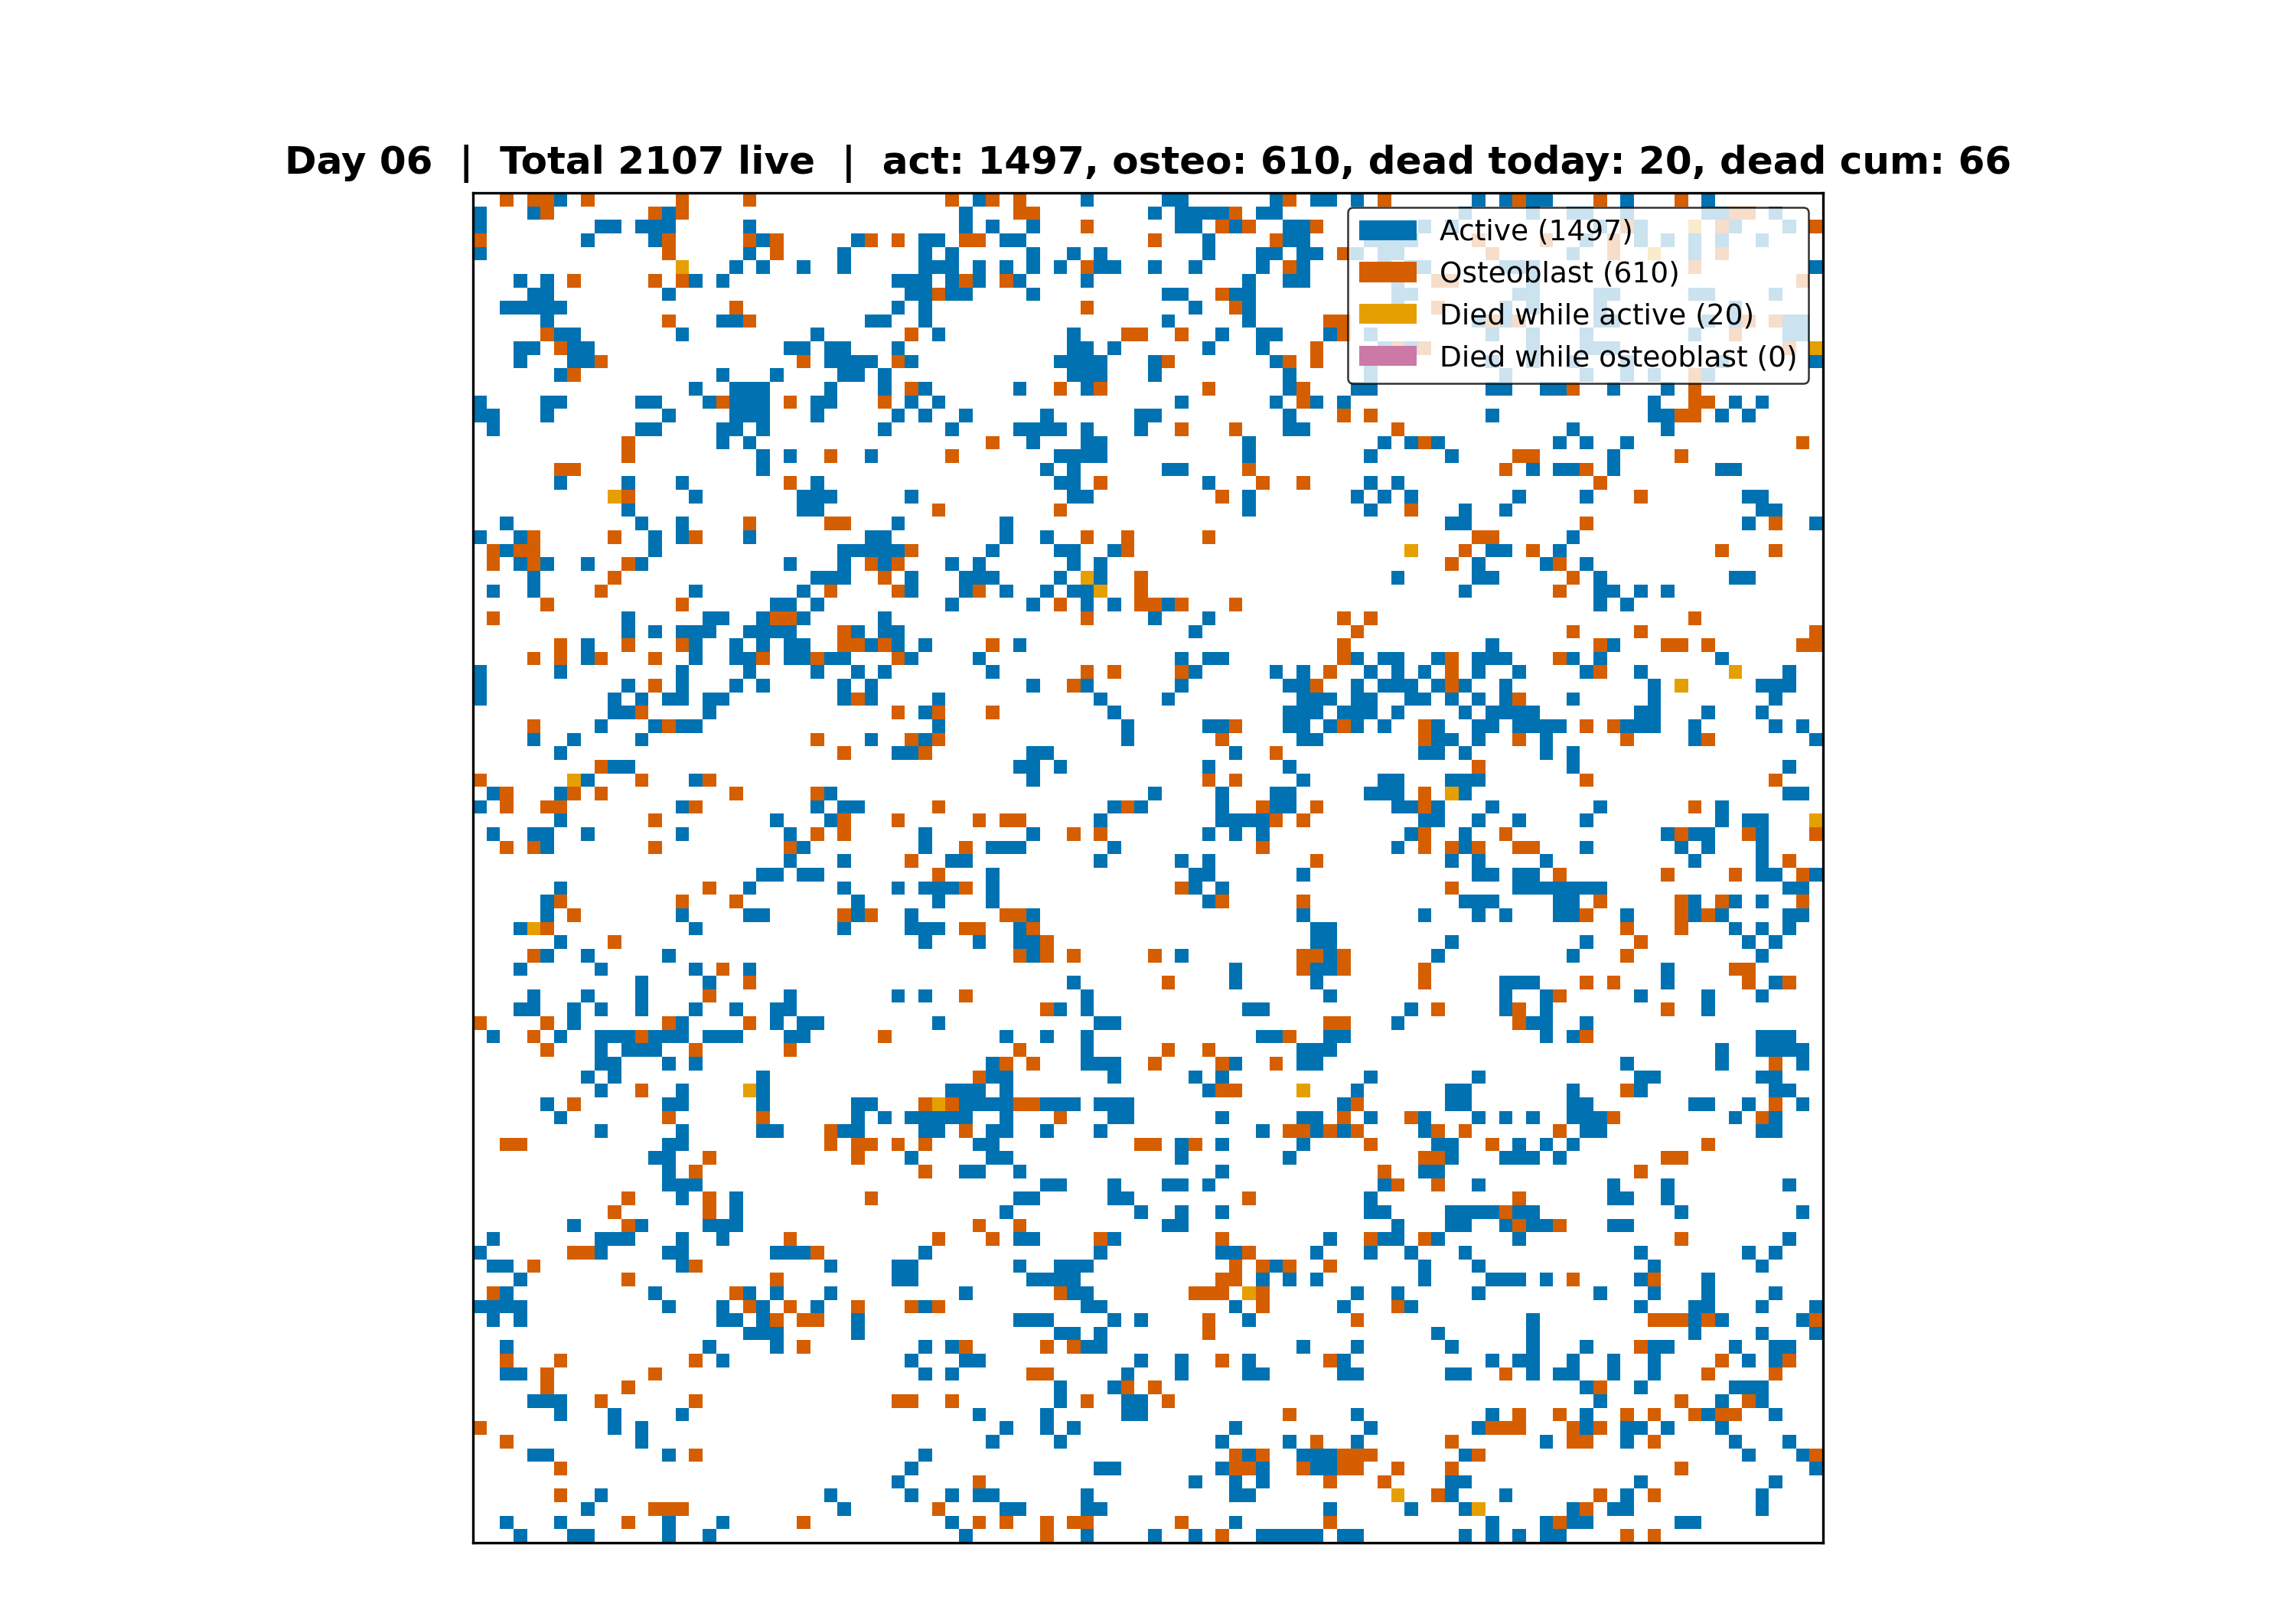 Day 06 | Total 2107 live | act: 1497, osteo: 610, dead today: 20, dead cum: 66
Active (1497)
Osteoblast (610)
Died while active (20)
Died while osteoblast (0)